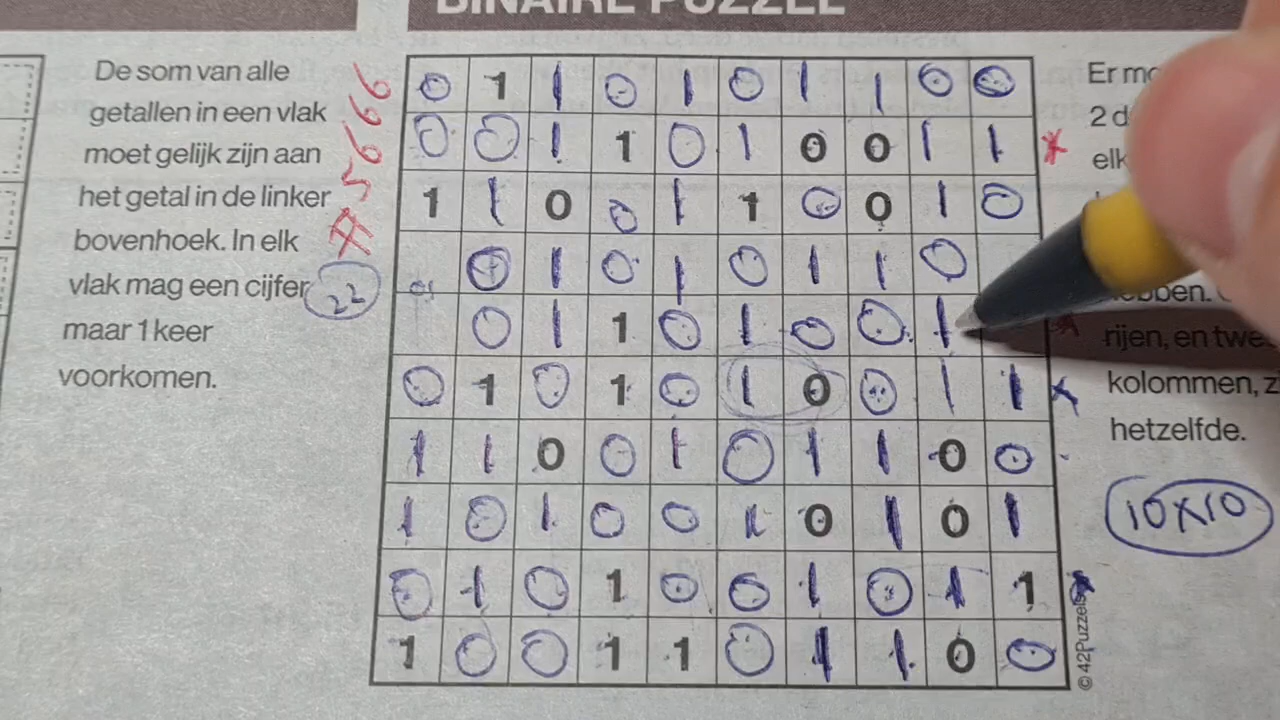 BINAIRE PUZZEL
De som van alle
getallen in een vlak
moet gelijk zijn aan
het getal in de linker
bovenhoek. In elk
vlak mag een cijfer
maar 1 keer
voorkomen.
#5666
22
0 1 1 0 1 0 1 1 0 0
0 0 1 1 0 1 0 0 1 1 *
1 1 0 0 1 1 0 0 1 0
0 1 0 1 0 1 1 0
0 1 1 0 1 0 0 1
0 1 0 1 0 1 0 0 1 1 x
1 1 0 0 1 0 1 1 0 0
1 0 1 0 0 1 0 1 0 1
0 1 0 1 0 0 1 0 1 1
1 0 0 1 1 0 1 1 0 0
© 42Puzzels
Er
2
elk
rijen, en
kolommen,
hetzelfde.
10x10